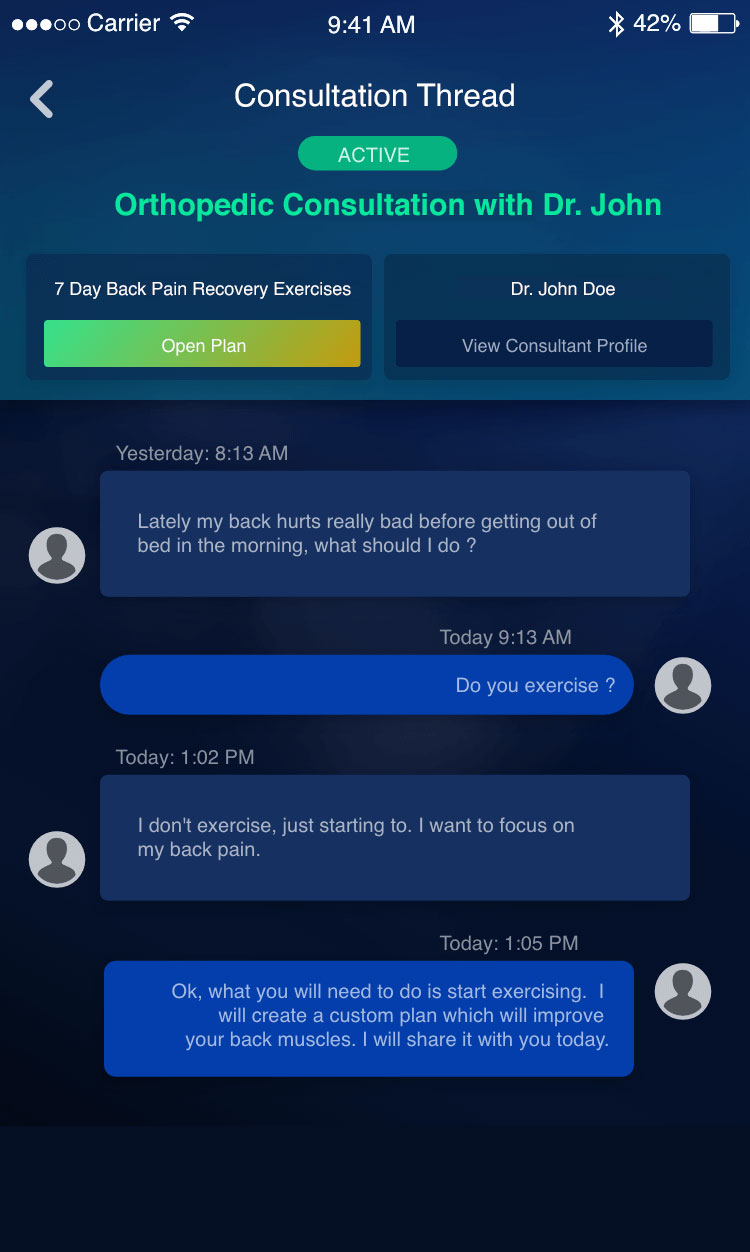 Carrier 9:41 AM 42%
Consultation Thread
ACTIVE
Orthopedic Consultation with Dr. John
7 Day Back Pain Recovery Exercises
Open Plan
Dr. John Doe
View Consultant Profile
Yesterday: 8:13 AM
Lately my back hurts really bad before getting out of
bed in the morning, what should I do ?
Today 9:13 AM
Do you exercise ?
Today: 1:02 PM
I don't exercise, just starting to. I want to focus on
my back pain.
Today: 1:05 PM
Ok, what you will need to do is start exercising.  I
will create a custom plan which will improve
your back muscles. I will share it with you today.